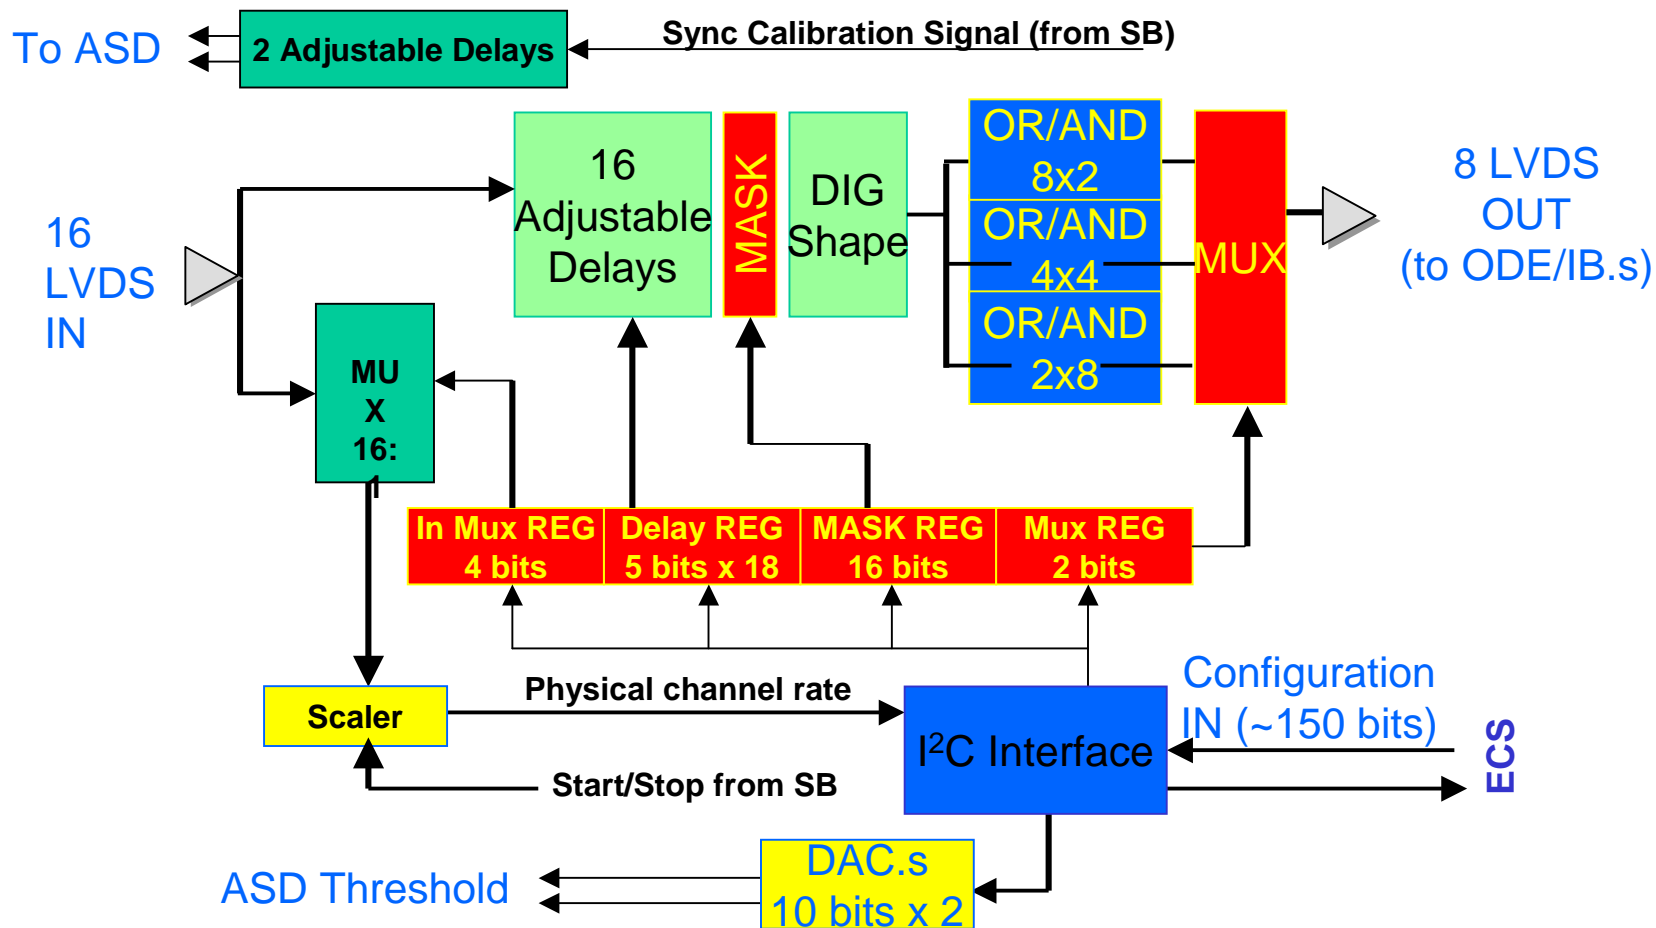 To ASD
2 Adjustable Delays
Sync Calibration Signal (from SB)
16
Adjustable
Delays
MASK
DIG
Shape
OR/AND
8x2
OR/AND
4x4
OR/AND
2x8
MUX
8 LVDS
OUT
(to ODE/IB.s)
16
LVDS
IN
MU
X
16:
1
In Mux REG
4 bits
Delay REG
5 bits x 18
MASK REG
16 bits
Mux REG
2 bits
Scaler
Physical channel rate
I²C Interface
Configuration
IN (~150 bits)
ECS
Start/Stop from SB
ASD Threshold
DAC.s
10 bits x 2